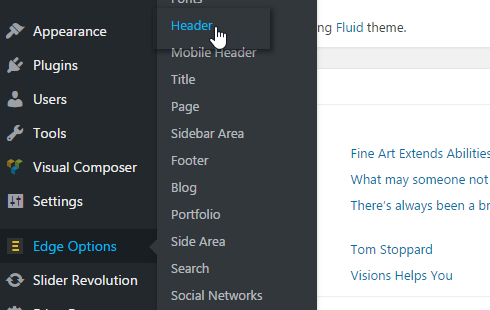 Appearance
Plugins
Users
Tools
Visual Composer
Settings
Edge Options
Slider Revolution
Fonts
Header
Mobile Header
Title
Page
Sidebar Area
Footer
Blog
Portfolio
Side Area
Search
Social Networks
ng Fluid theme.
Fine Art Extends Abilities
What may someone not
There's always been a br
Tom Stoppard
Visions Helps You